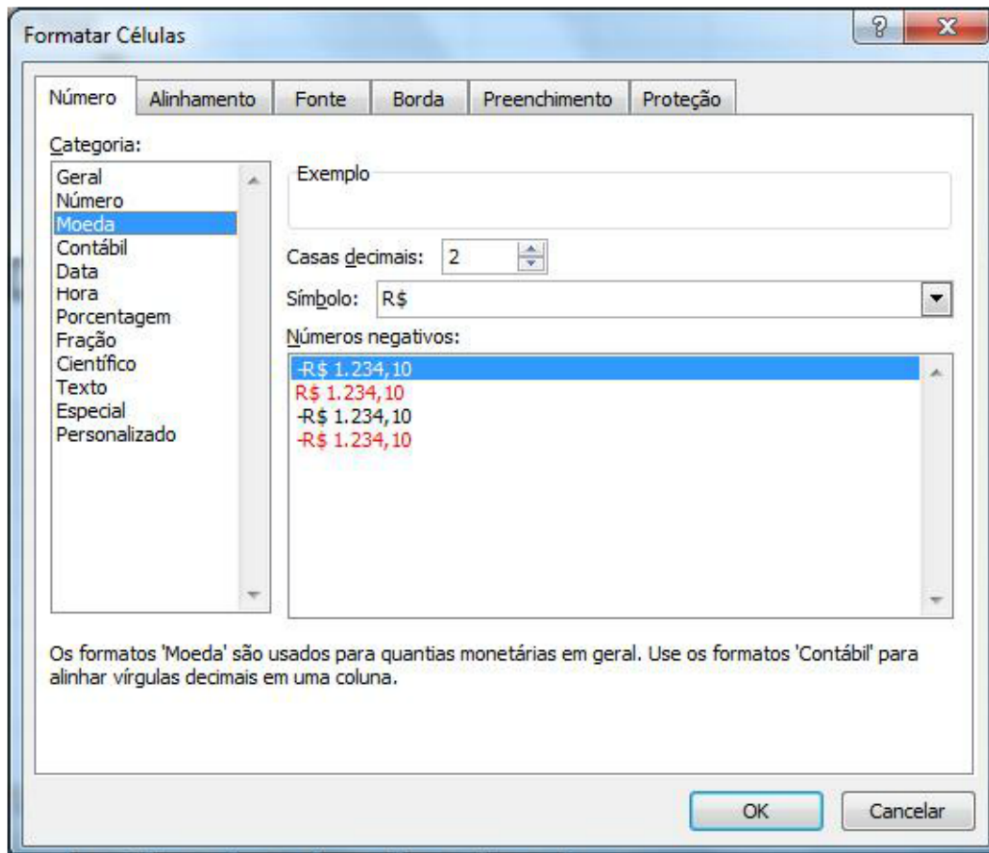 Formatar Células
?
X
Número Alinhamento Fonte Borda Preenchimento Proteção
Categoria:
Geral
Número
Moeda
Contábil
Data
Hora
Porcentagem
Fração
Científico
Texto
Especial
Personalizado
Exemplo
Casas decimais: 2
Símbolo: R$
Números negativos:
-R$ 1.234,10
R$ 1.234,10
-R$ 1.234,10
-R$ 1.234,10
Os formatos 'Moeda' são usados para quantias monetárias em geral. Use os formatos 'Contábil' para
alinhar vírgulas decimais em uma coluna.
OK Cancelar